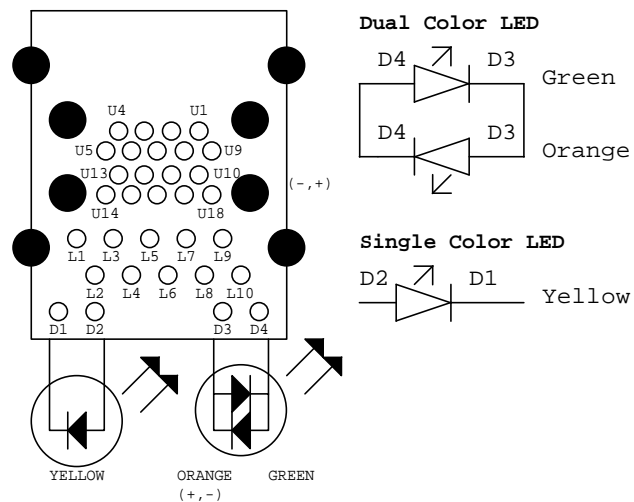 Dual Color LED
D4 D3 Green
D4 D3 Orange
U4 U1
U5 U9
U13 U10
(-,+)
U14 U18
L1 L3 L5 L7 L9
L2 L4 L6 L8 L10
D1 D2 D3 D4
Single Color LED
D2 D1 Yellow
YELLOW ORANGE GREEN
(+,-)